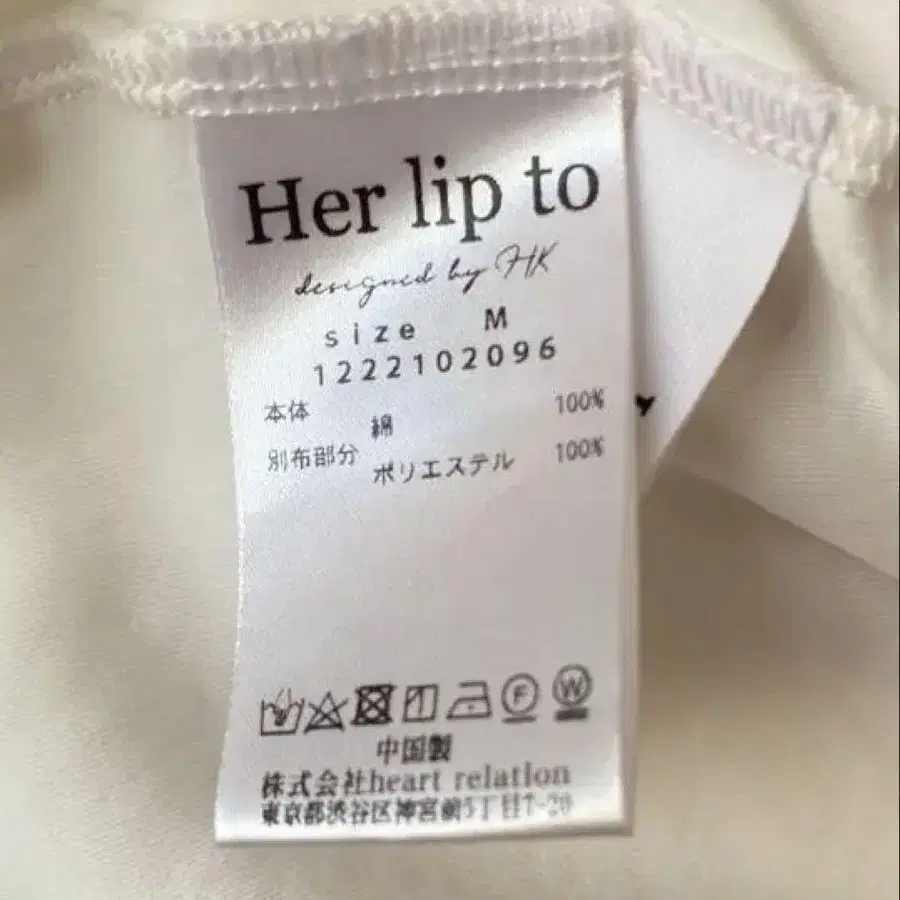 Her lip to
designed by HK
size M
1222102096
本体 綿 100%
別布部分 ポリエステル 100%
F W
中国製
株式会社heart relation
東京都渋谷区神宮前5丁目7-20